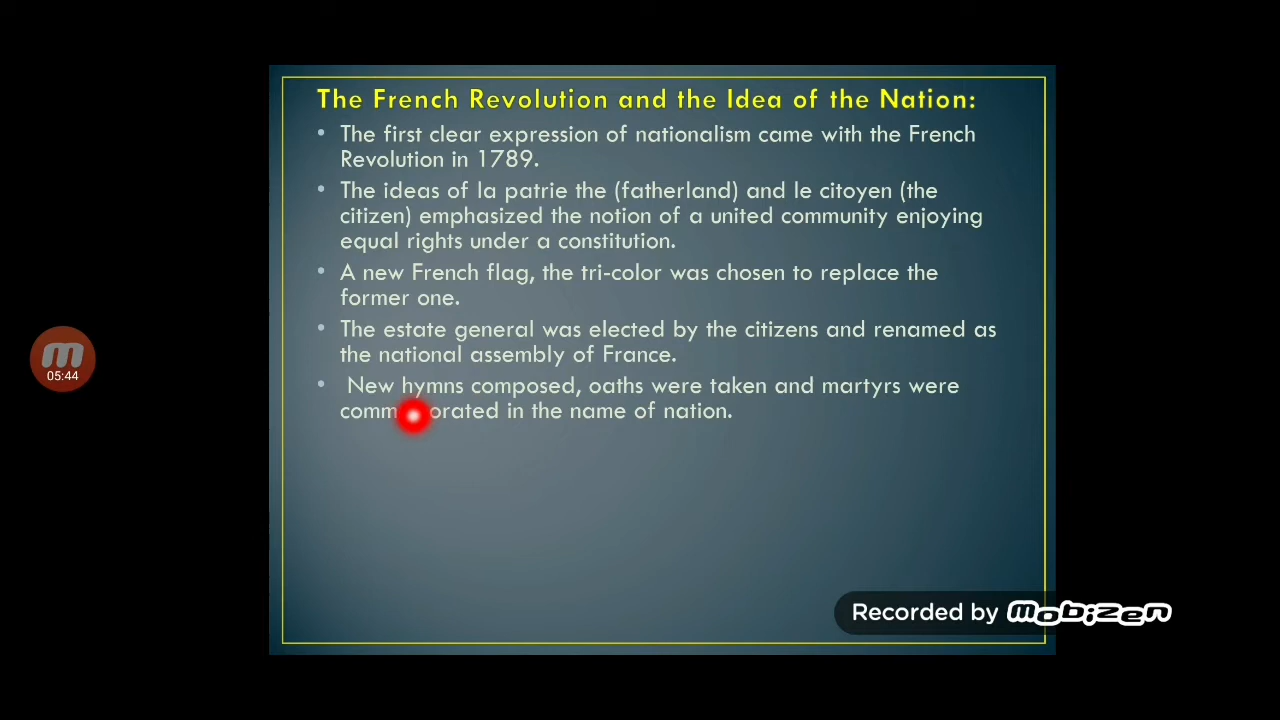 The French Revolution and the Idea of the Nation:
• The first clear expression of nationalism came with the French
Revolution in 1789.
• The ideas of la patrie the (fatherland) and le citoyen (the
citizen) emphasized the notion of a united community enjoying
equal rights under a constitution.
• A new French flag, the tri-color was chosen to replace the
former one.
• The estate general was elected by the citizens and renamed as
the national assembly of France.
• New hymns composed, oaths were taken and martyrs were
commemorated in the name of nation.
m
05:44
Recorded by mobizen